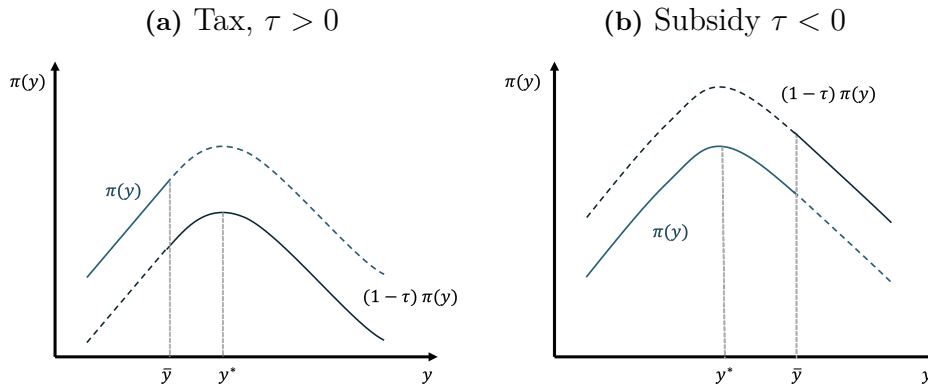 (a) Tax, τ > 0
π(y)
π(y)
(1 − τ) π(y)
ȳ
y*
y
(b) Subsidy τ < 0
π(y)
(1 − τ) π(y)
π(y)
y*
ȳ
y